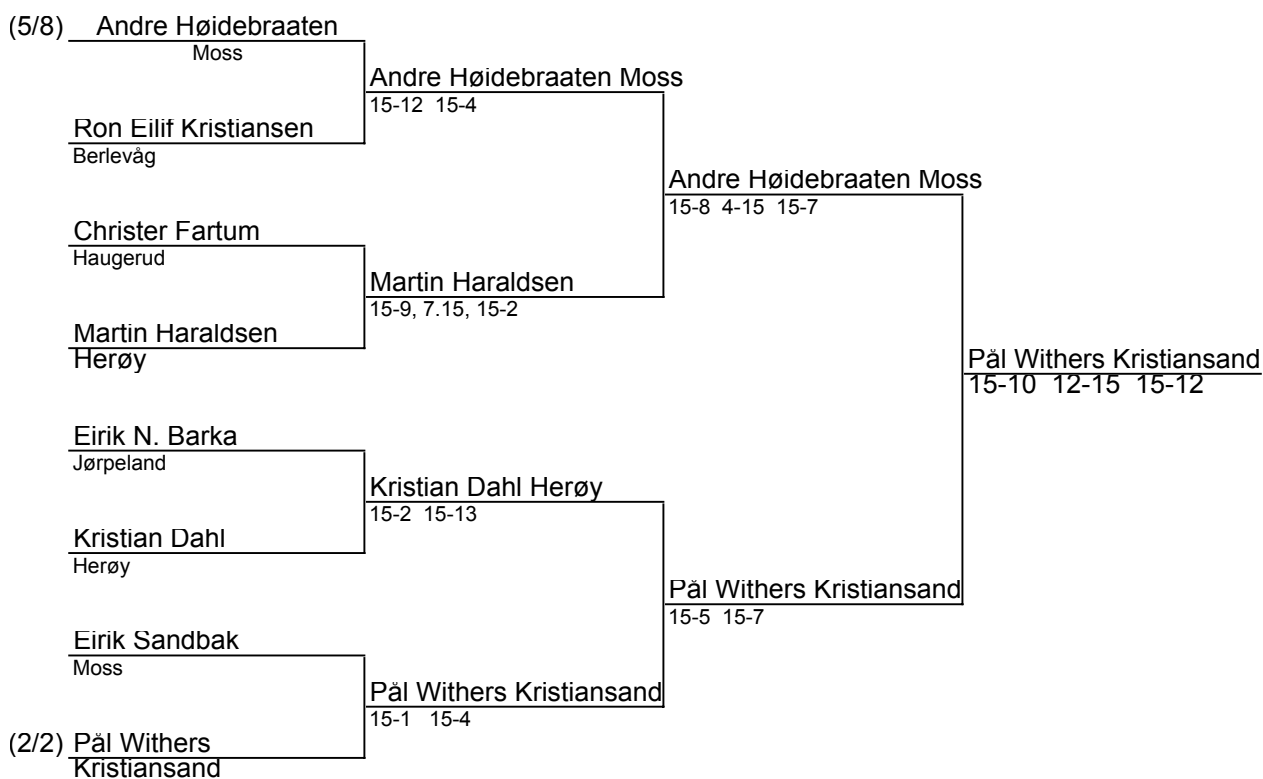 (5/8) Andre Høidebraaten
Moss
Andre Høidebraaten Moss
15-12 15-4
Ron Eilif Kristiansen
Berlevåg
Andre Høidebraaten Moss
15-8 4-15 15-7
Christer Fartum
Haugerud
Martin Haraldsen
15-9, 7.15, 15-2
Martin Haraldsen
Herøy
Pål Withers Kristiansand
15-10 12-15 15-12
Eirik N. Barka
Jørpeland
Kristian Dahl Herøy
15-2 15-13
Kristian Dahl
Herøy
Pål Withers Kristiansand
15-5 15-7
Eirik Sandbak
Moss
Pål Withers Kristiansand
15-1 15-4
(2/2) Pål Withers
Kristiansand